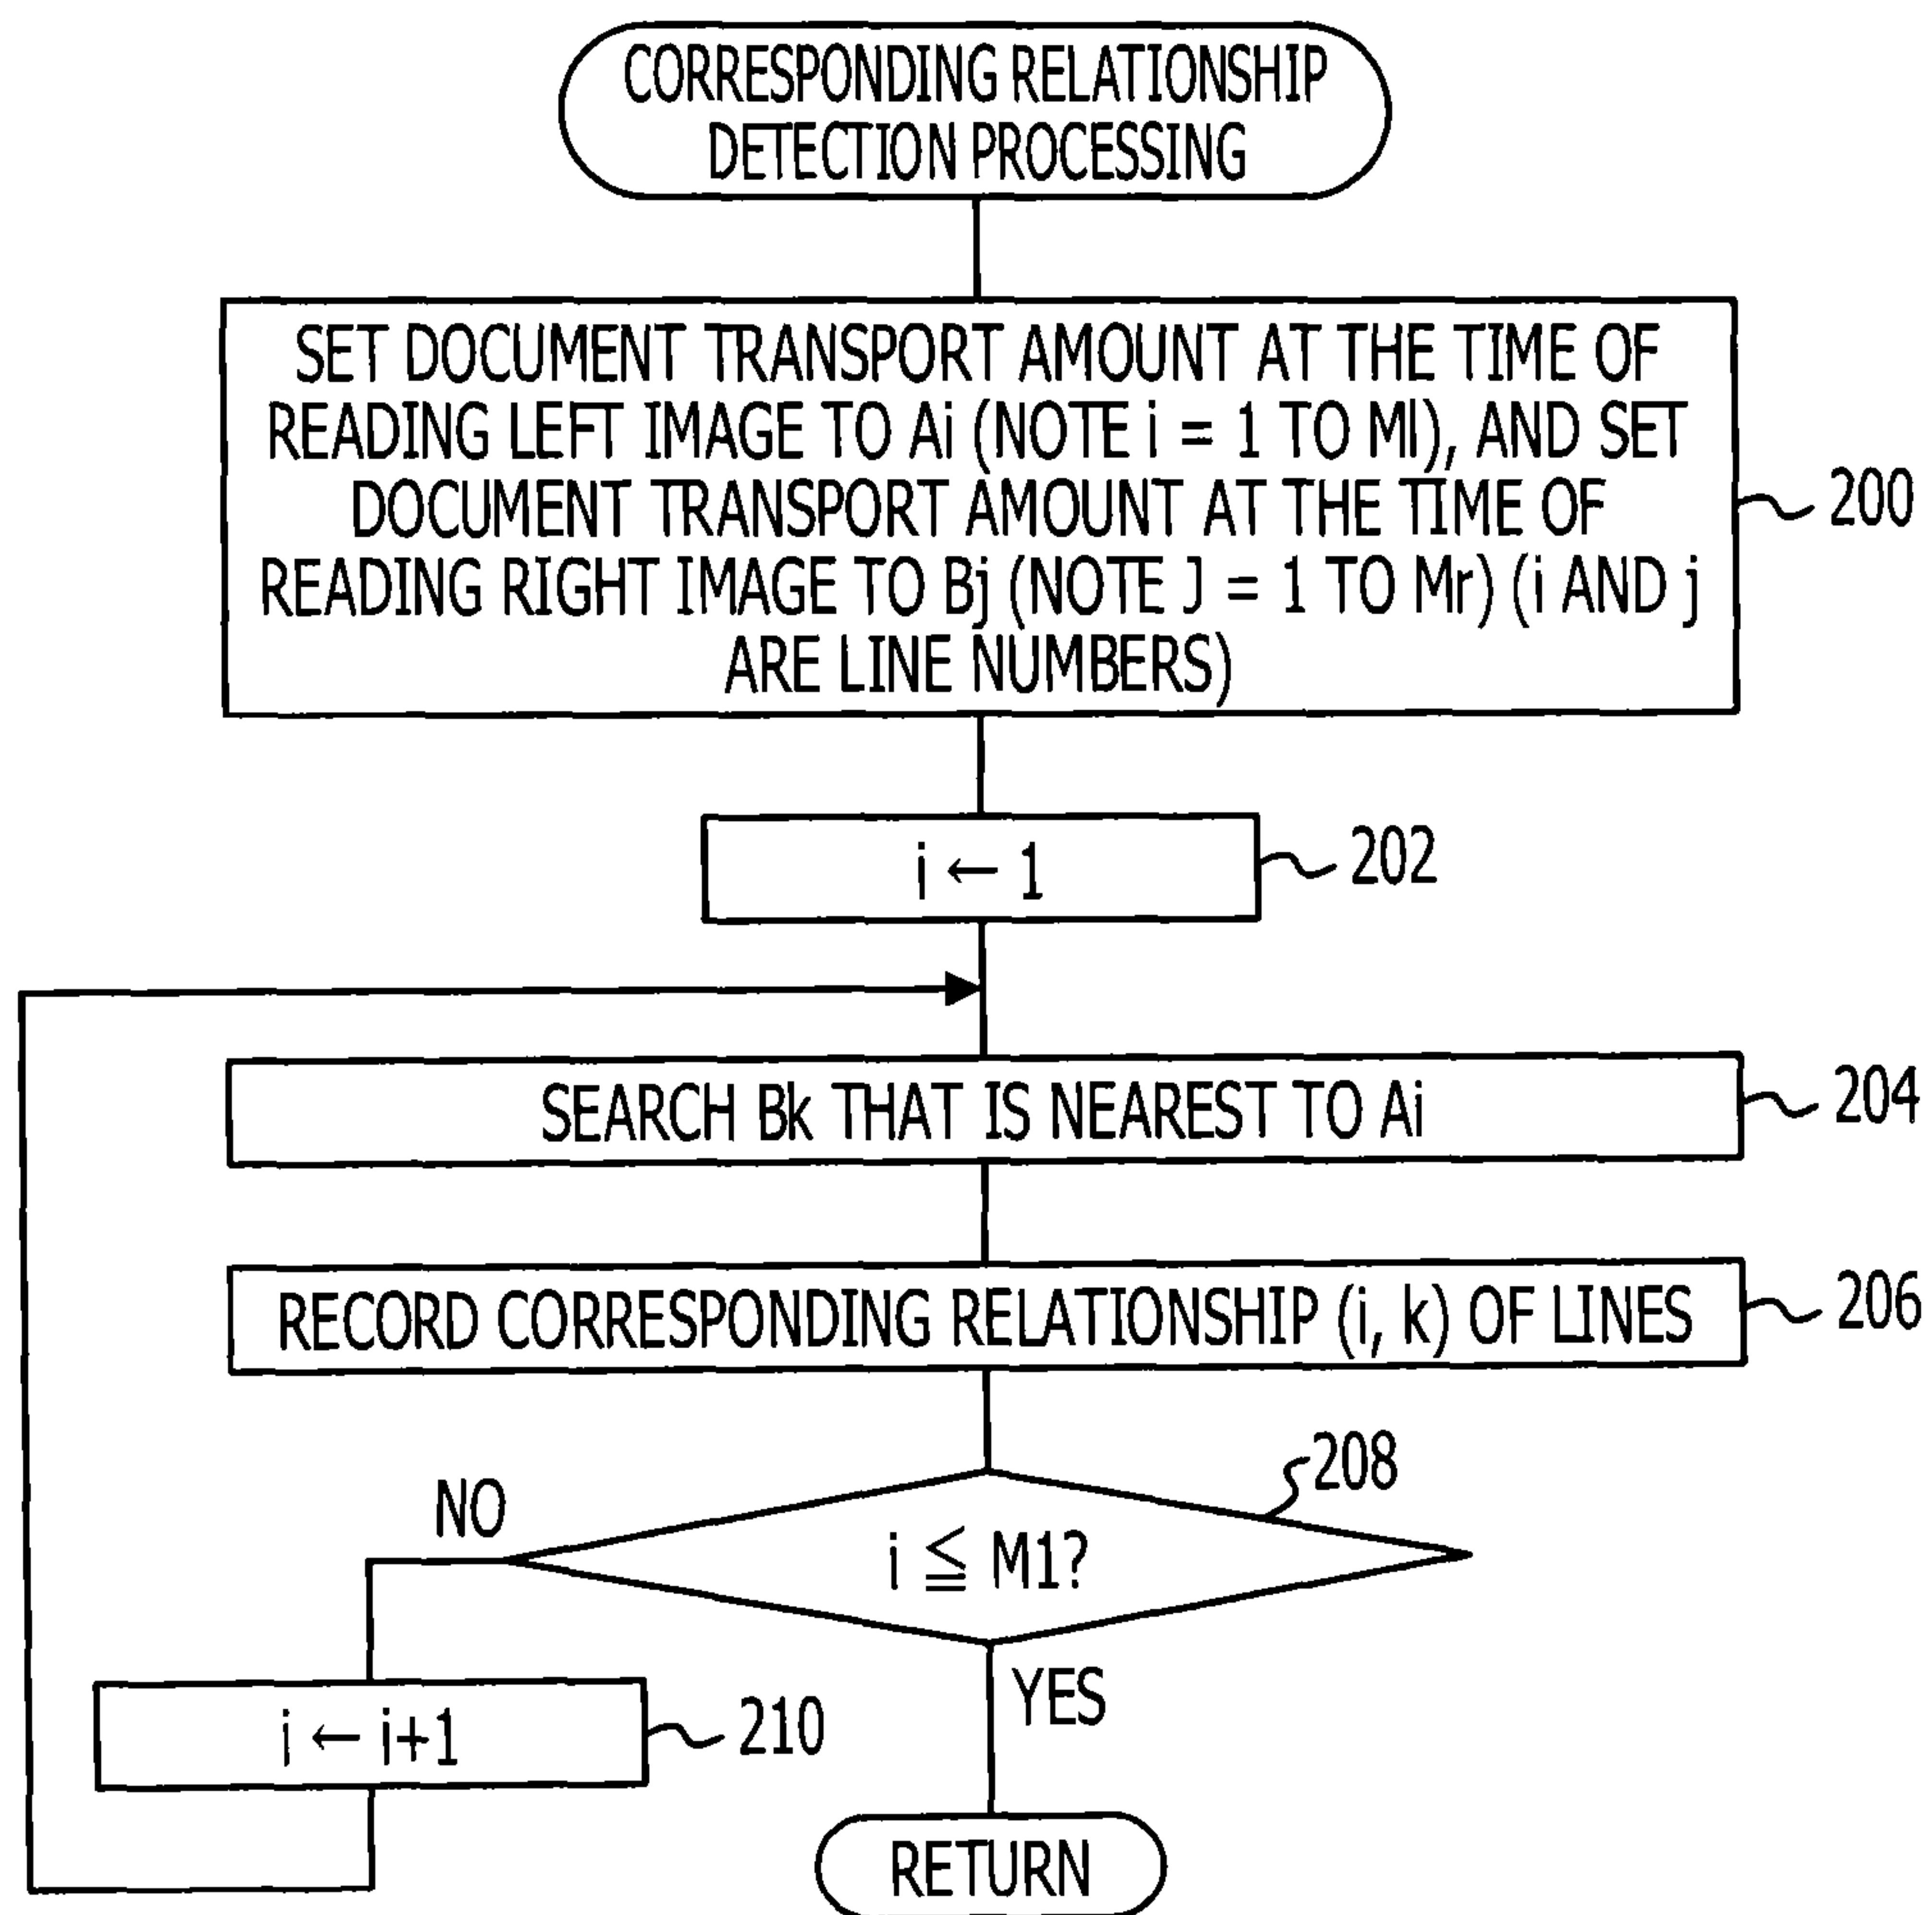 CORRESPONDING RELATIONSHIP
DETECTION PROCESSING
SET DOCUMENT TRANSPORT AMOUNT AT THE TIME OF
READING LEFT IMAGE TO Ai (NOTE i = 1 TO Ml), AND SET
DOCUMENT TRANSPORT AMOUNT AT THE TIME OF
READING RIGHT IMAGE TO Bj (NOTE J = 1 TO Mr) (i AND j
ARE LINE NUMBERS)
200
i ← 1
202
SEARCH Bk THAT IS NEAREST TO Ai
204
RECORD CORRESPONDING RELATIONSHIP (i, k) OF LINES
206
208
NO
i ≦ M1?
YES
i ← i+1
210
RETURN